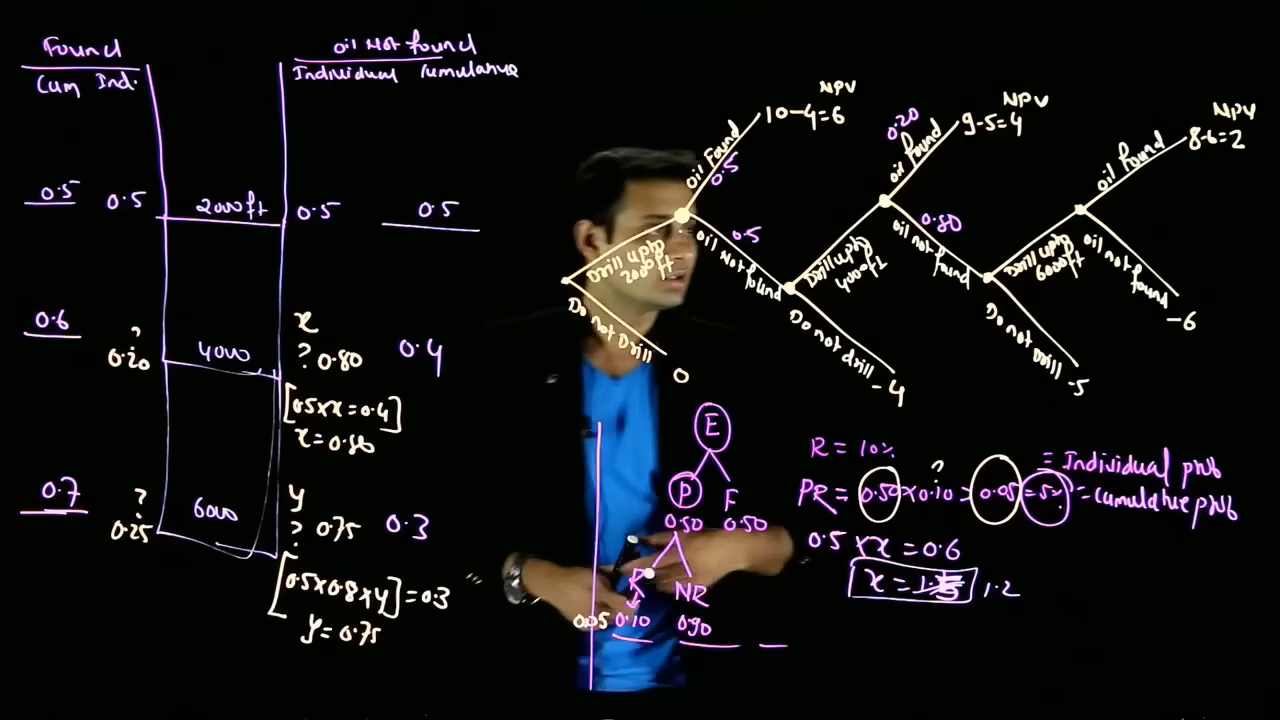 Found
Cum Ind.
oil Not found
Individual Cumulative
0.5 0.5 2000ft 0.5 0.5
0.6 ? 0.20 4000 x ? 0.80 0.4
[0.5×x=0.4]
x=0.80
0.7 ? 0.25 6000 y ? 0.75 0.3
[0.5×0.8×y]=0.3
y=0.75
Drill upto 2000ft
Do not Drill
0
oil Found
0.5
NPV
10-4=6
oil Not found
0.5
Drill upto 4000ft
Do not drill -4
oil found
0.20
NPV
9-5=4
oil not found
0.80
Drill upto 6000ft
Do not Drill -5
oil found
NPV
8-6=2
oil not found -6
E
P F
0.50 0.50
R NR
0.05 0.10 0.90
R = 10%
= Individual prob
PR = 0.50 × 0.10 = 0.05 = 5% = cumulative prob
?
0.5 × x = 0.6
x = 1.2